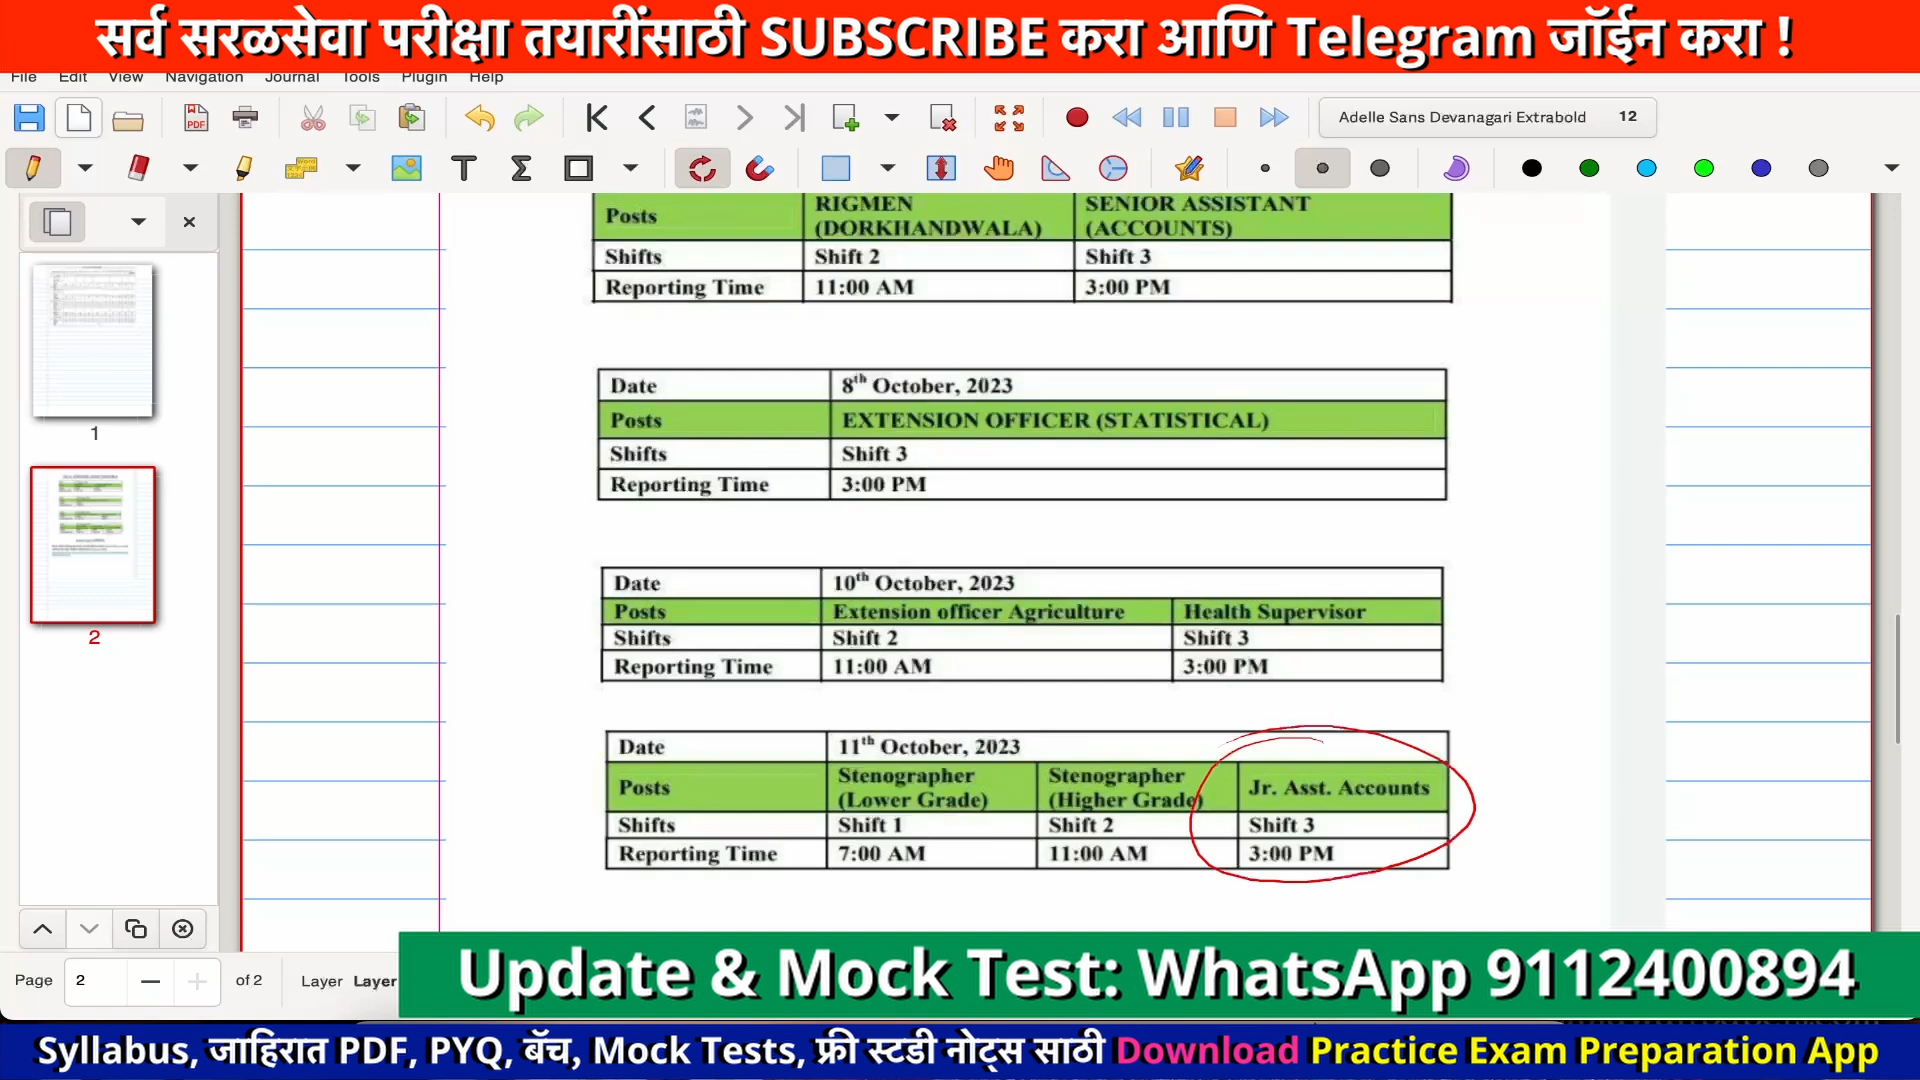 सर्व सरळसेवा परीक्षा तयारींसाठी SUBSCRIBE करा आणि Telegram जॉईन करा !
File Edit View Navigation Journal Tools Plugin Help
PDF
Adelle Sans Devanagari Extrabold 12
Posts RIGMEN (DORKHANDWALA) SENIOR ASSISTANT (ACCOUNTS)
Shifts Shift 2 Shift 3
Reporting Time 11:00 AM 3:00 PM
Date 8th October, 2023
Posts EXTENSION OFFICER (STATISTICAL)
Shifts Shift 3
Reporting Time 3:00 PM
Date 10th October, 2023
Posts Extension officer Agriculture Health Supervisor
Shifts Shift 2 Shift 3
Reporting Time 11:00 AM 3:00 PM
Date 11th October, 2023
Posts Stenographer (Lower Grade) Stenographer (Higher Grade) Jr. Asst. Accounts
Shifts Shift 1 Shift 2 Shift 3
Reporting Time 7:00 AM 11:00 AM 3:00 PM
1
2
Page 2 of 2 Layer Layer
Update & Mock Test: WhatsApp 9112400894
Syllabus, जाहिरात PDF, PYQ, बॅच, Mock Tests, फ्री स्टडी नोट्स साठी Download Practice Exam Preparation App